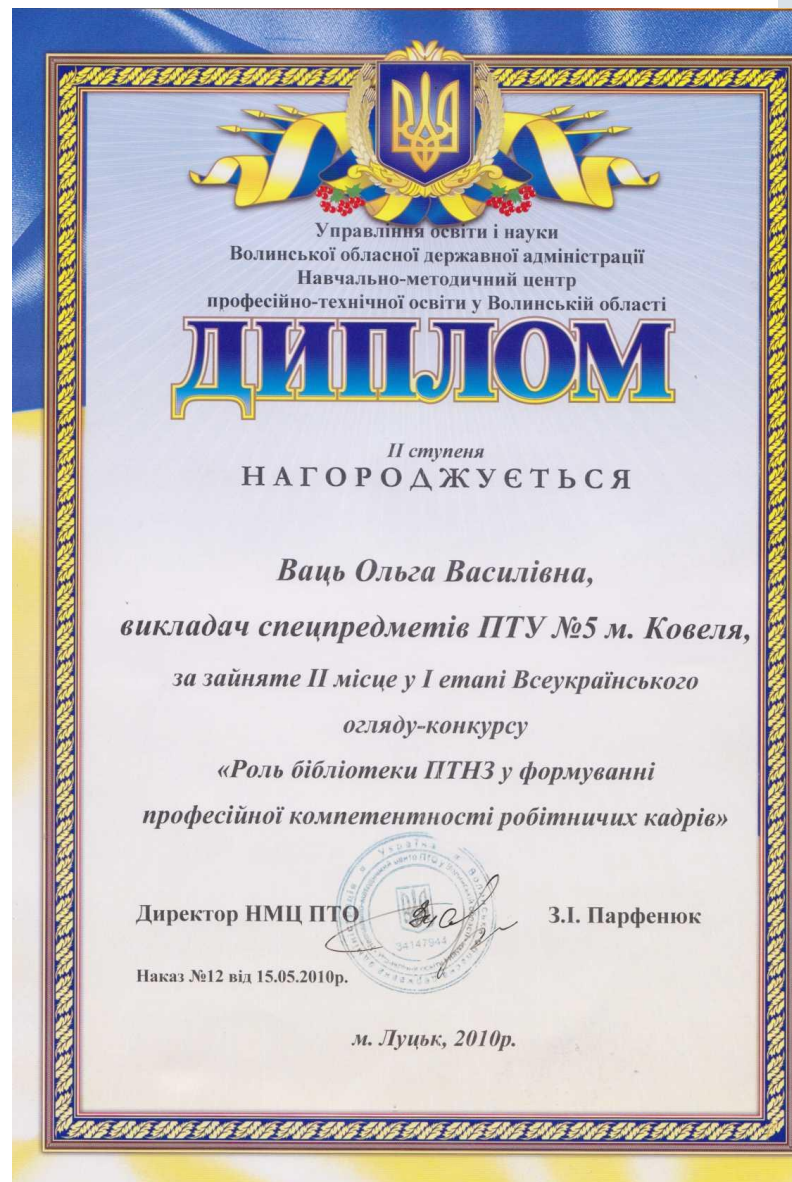 Управління освіти і науки
Волинської обласної державної адміністрації
Навчально-методичний центр
професійно-технічної освіти у Волинській області
ДИПЛОМ
II ступеня
НАГОРОДЖУЄТЬСЯ
Ваць Ольга Василівна,
викладач спецпредметів ПТУ №5 м. Ковеля,
за зайняте II місце у I етапі Всеукраїнського
огляду-конкурсу
«Роль бібліотеки ПТНЗ у формуванні
професійної компетентності робітничих кадрів»
Україна
34147944
Директор НМЦ ПТО З.І. Парфенюк
Наказ №12 від 15.05.2010р.
м. Луцьк, 2010р.